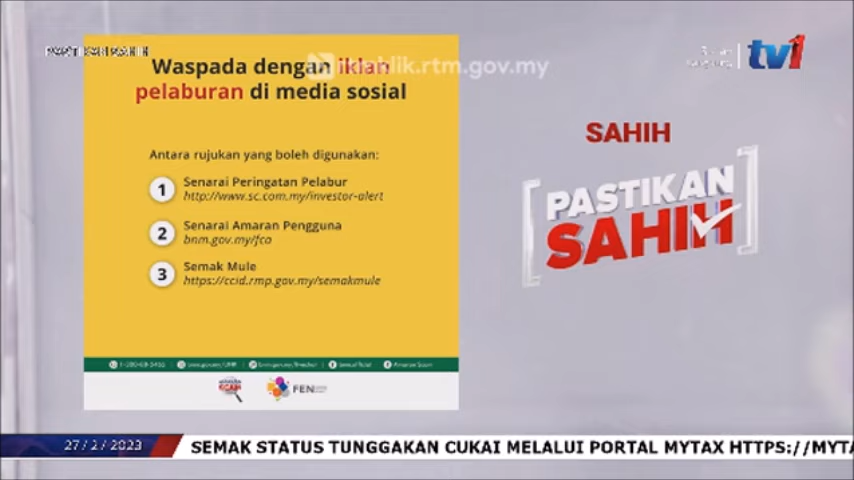 PASTIKAN SAHIH
tv1
Waspada dengan iklan
pelaburan di media sosial
Antara rujukan yang boleh digunakan:
1 Senarai Peringatan Pelabur
http://www.sc.com.my/investor-alert
2 Senarai Amaran Pengguna
bnm.gov.my/fca
3 Semak Mule
https://ccid.rmp.gov.my/semakmule
FEN
SAHIH
PASTIKAN
SAHIH
27/2/2023
SEMAK STATUS TUNGGAKAN CUKAI MELALUI PORTAL MYTAX HTTPS://MYTA